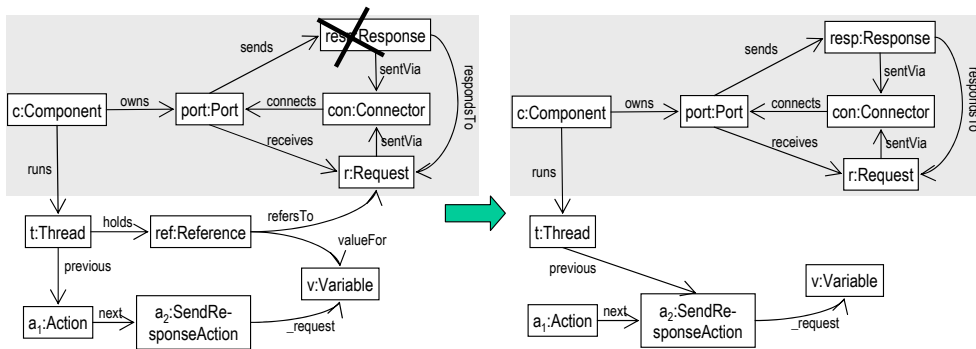 resp:Response
sends
sentVia
respondsTo
c:Component
owns
port:Port
connects
con:Connector
receives
sentVia
runs
r:Request
refersTo
t:Thread
holds
ref:Reference
valueFor
previous
v:Variable
a1:Action
next
a2:SendRe-
sponseAction
_request
resp:Response
sends
sentVia
respondsTo
c:Component
owns
port:Port
connects
con:Connector
receives
sentVia
runs
r:Request
t:Thread
previous
v:Variable
a1:Action
next
a2:SendRe-
sponseAction
_request